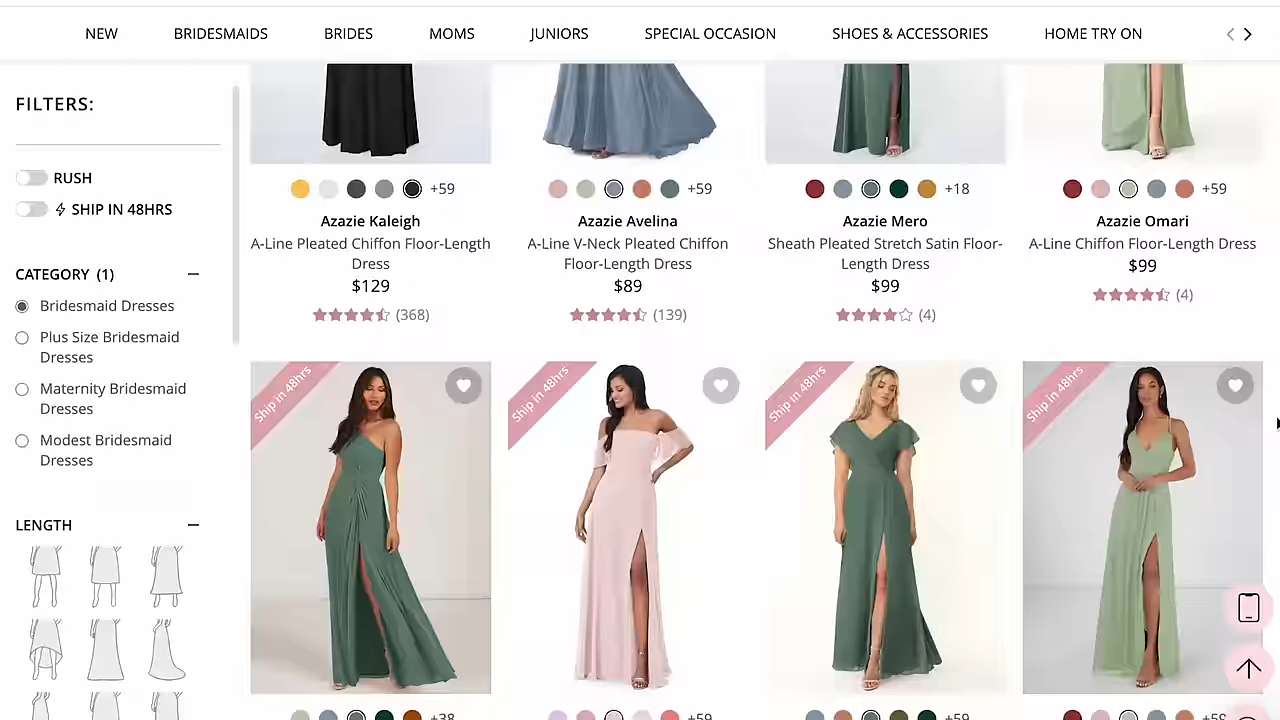 NEW BRIDESMAIDS BRIDES MOMS JUNIORS SPECIAL OCCASION SHOES & ACCESSORIES HOME TRY ON
FILTERS:
RUSH
SHIP IN 48HRS
CATEGORY (1)
Bridesmaid Dresses
Plus Size Bridesmaid
Dresses
Maternity Bridesmaid
Dresses
Modest Bridesmaid
Dresses
LENGTH
+59
Azazie Kaleigh
A-Line Pleated Chiffon Floor-Length
Dress
$129
(368)
+59
Azazie Avelina
A-Line V-Neck Pleated Chiffon
Floor-Length Dress
$89
(139)
+18
Azazie Mero
Sheath Pleated Stretch Satin Floor-
Length Dress
$99
(4)
+59
Azazie Omari
A-Line Chiffon Floor-Length Dress
$99
(4)
Ship in 48hrs
Ship in 48hrs
Ship in 48hrs
Ship in 48hrs
+38
+59
+59
+59